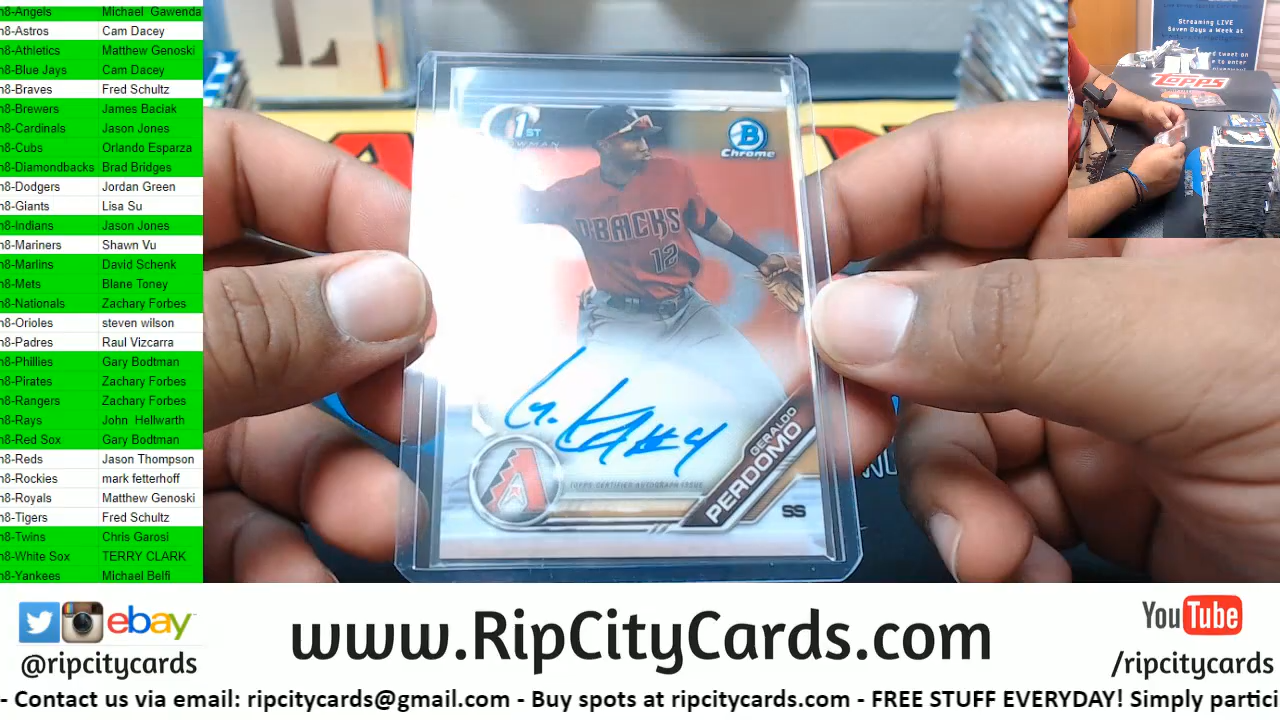 n8-Angels Michael Gawenda
n8-Astros Cam Dacey
n8-Athletics Matthew Genoski
n8-Blue Jays Cam Dacey
n8-Braves Fred Schultz
n8-Brewers James Baciak
n8-Cardinals Jason Jones
n8-Cubs Orlando Esparza
n8-Diamondbacks Brad Bridges
n8-Dodgers Jordan Green
n8-Giants Lisa Su
n8-Indians Jason Jones
n8-Mariners Shawn Vu
n8-Marlins David Schenk
n8-Mets Blane Toney
n8-Nationals Zachary Forbes
n8-Orioles steven wilson
n8-Padres Raul Vizcarra
n8-Phillies Gary Bodtman
n8-Pirates Zachary Forbes
n8-Rangers Zachary Forbes
n8-Rays John Hellwarth
n8-Red Sox Gary Bodtman
n8-Reds Jason Thompson
n8-Rockies mark fetterhoff
n8-Royals Matthew Genoski
n8-Tigers Fred Schultz
n8-Twins Chris Garosi
n8-White Sox TERRY CLARK
n8-Yankees Michael Belfi
1ST
B
Chrome
D-BACKS
12
TOPPS CERTIFIED AUTOGRAPH ISSUE
GERALDO
PERDOMO
SS
Streaming LIVE
Seven Days a Week at
Topps
ebay
@ripcitycards
www.RipCityCards.com
YouTube
/ripcitycards
- Contact us via email: ripcitycards@gmail.com - Buy spots at ripcitycards.com - FREE STUFF EVERYDAY! Simply partici